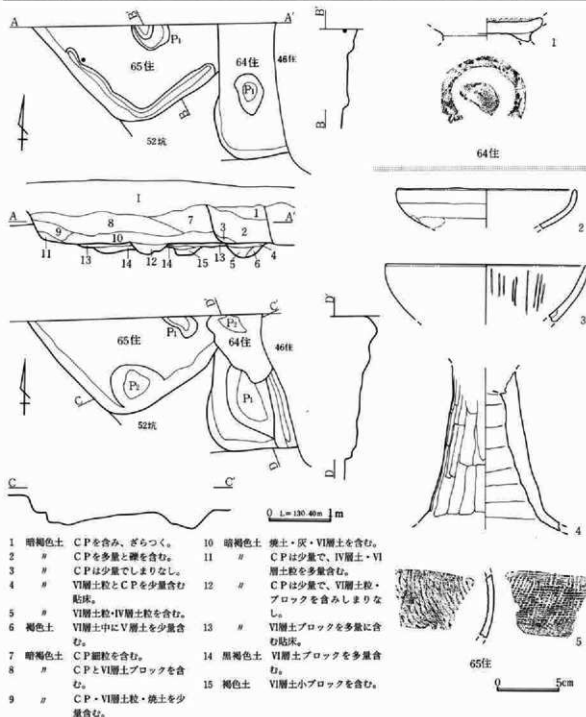 A
A'
B'
P₁
65住
64住
46住
P₁
B
52坑
B'
B
1
64住
I
A
A'
1
7
8
9
3
2
10
11
13
14
12
14
15
13
5
6
4
2
3
D'
C'
P₂
P₁
65住
64住
46住
P₂
P₁
C
52坑
D
D'
D
C
C'
0 L=130.40m 1m
4
5
65住
0 5cm
1 暗褐色土 CPを含み、ざらつく。
2 〃 CPを多量と礫を含む。
3 〃 CPは少量でしまりなし。
4 〃 VI層土粒とCPを少量含む
貼床。
5 〃 VI層土粒・IV層土粒を含む。
6 褐色土 VI層土中にV層土を少量含
む。
7 暗褐色土 CP細粒を含む。
8 〃 CPとVI層土ブロックを含
む。
9 〃 CP・VI層土粒・焼土を少
量含む。
10 暗褐色土 焼土・灰・VI層土を含む。
11 〃 CPは少量で、IV層土・VI
層土粒を多量含む。
12 〃 CPは少量で、VI層土粒・
ブロックを含みしまりな
し。
13 〃 VI層土ブロックを多量に含
む貼床。
14 黒褐色土 VI層土ブロックを多量含
む。
15 褐色土 VI層土小ブロックを含む。